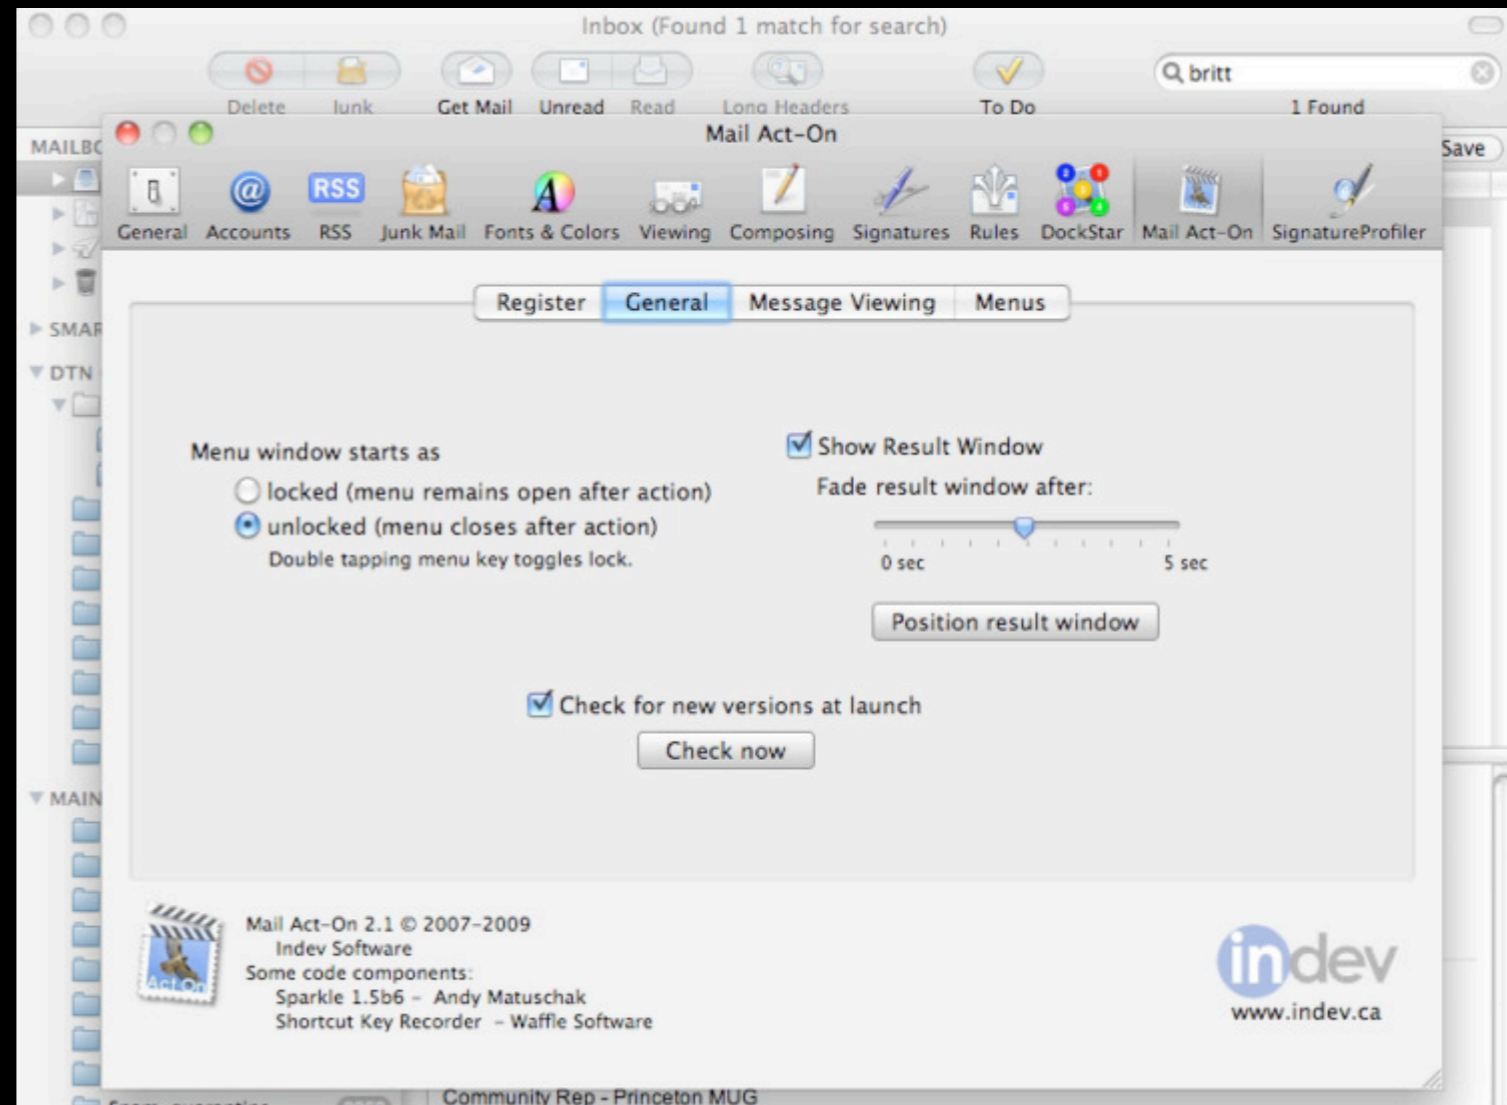 Inbox (Found 1 match for search)
britt
Delete Junk Get Mail Unread Read Long Headers To Do 1 Found
Mail Act-On
MAILBO Save
RSS
General Accounts RSS Junk Mail Fonts & Colors Viewing Composing Signatures Rules DockStar Mail Act-On SignatureProfiler
Register General Message Viewing Menus
SMAR
DTN
Menu window starts as
locked (menu remains open after action)
unlocked (menu closes after action)
Double tapping menu key toggles lock.
Show Result Window
Fade result window after:
0 sec 5 sec
Position result window
Check for new versions at launch
Check now
MAIN
Mail Act-On 2.1 © 2007-2009
Indev Software
Some code components:
Sparkle 1.5b6 - Andy Matuschak
Shortcut Key Recorder - Waffle Software
Act-On
indev
www.indev.ca
Community Rep - Princeton MUG